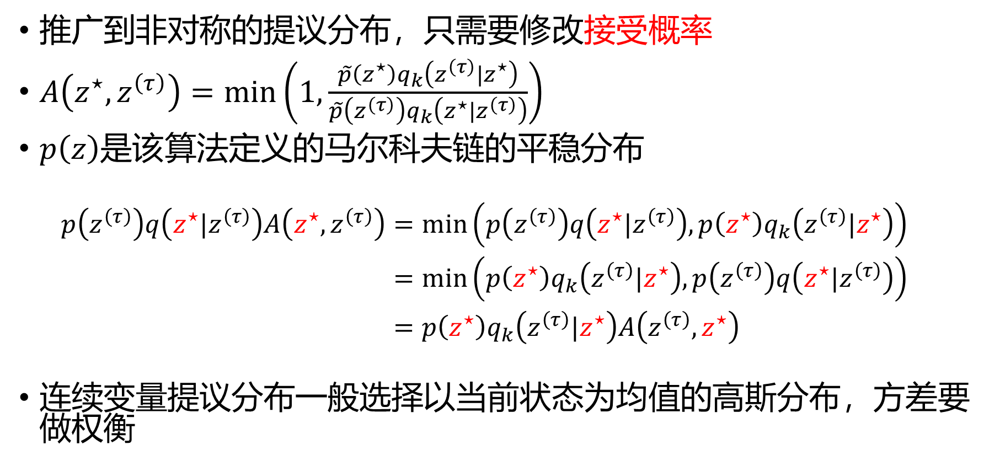 • 推广到非对称的提议分布，只需要修改接受概率
• $A\left(z^\star, z^{(\tau)}\right) = \min\left(1, \frac{\tilde{p}(z^\star) q_k\left(z^{(\tau)}|z^\star\right)}{\tilde{p}\left(z^{(\tau)}\right) q_k\left(z^\star|z^{(\tau)}\right)}\right)$
• $p(z)$是该算法定义的马尔科夫链的平稳分布
$p\left(z^{(\tau)}\right) q\left(z^\star|z^{(\tau)}\right) A\left(z^\star, z^{(\tau)}\right) = \min\left(p\left(z^{(\tau)}\right) q\left(z^\star|z^{(\tau)}\right), p(z^\star) q_k\left(z^{(\tau)}|z^\star\right)\right)$
$= \min\left(p(z^\star) q_k\left(z^{(\tau)}|z^\star\right), p\left(z^{(\tau)}\right) q\left(z^\star|z^{(\tau)}\right)\right)$
$= p(z^\star) q_k\left(z^{(\tau)}|z^\star\right) A\left(z^{(\tau)}, z^\star\right)$
• 连续变量提议分布一般选择以当前状态为均值的高斯分布，方差要
做权衡